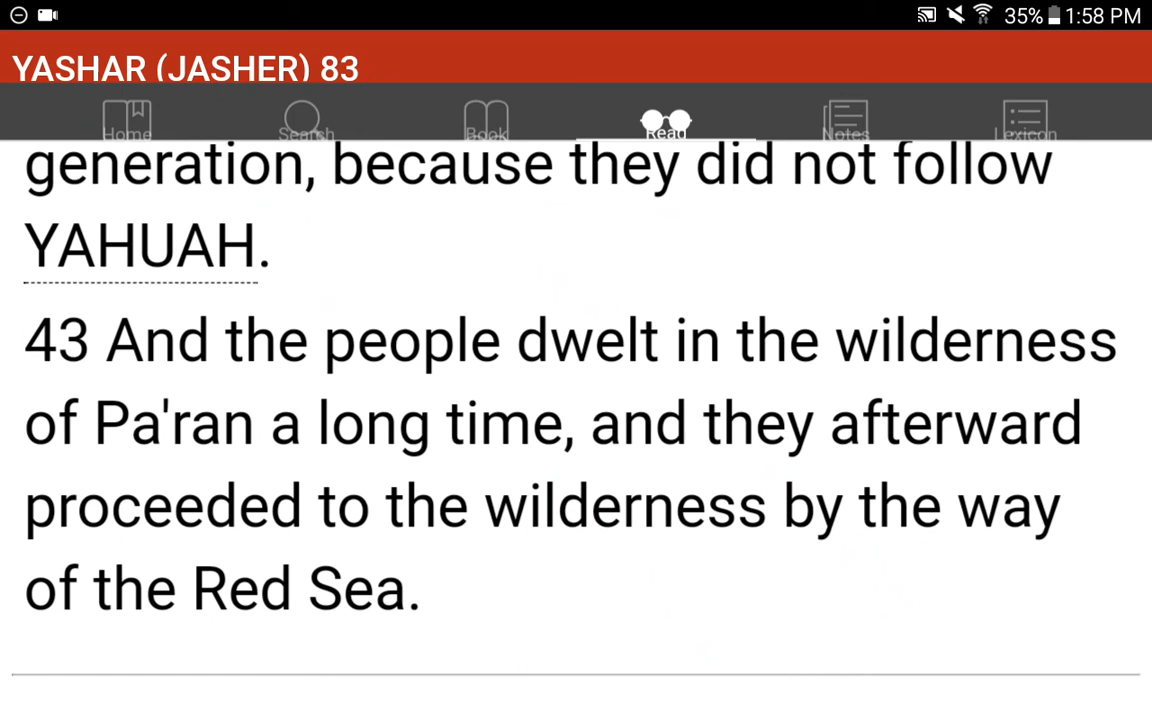 35% 1:58 PM
YASHAR (JASHER) 83
Home Search Book Read Notes Lexicon
generation, because they did not follow
YAHUAH.
43 And the people dwelt in the wilderness
of Pa'ran a long time, and they afterward
proceeded to the wilderness by the way
of the Red Sea.